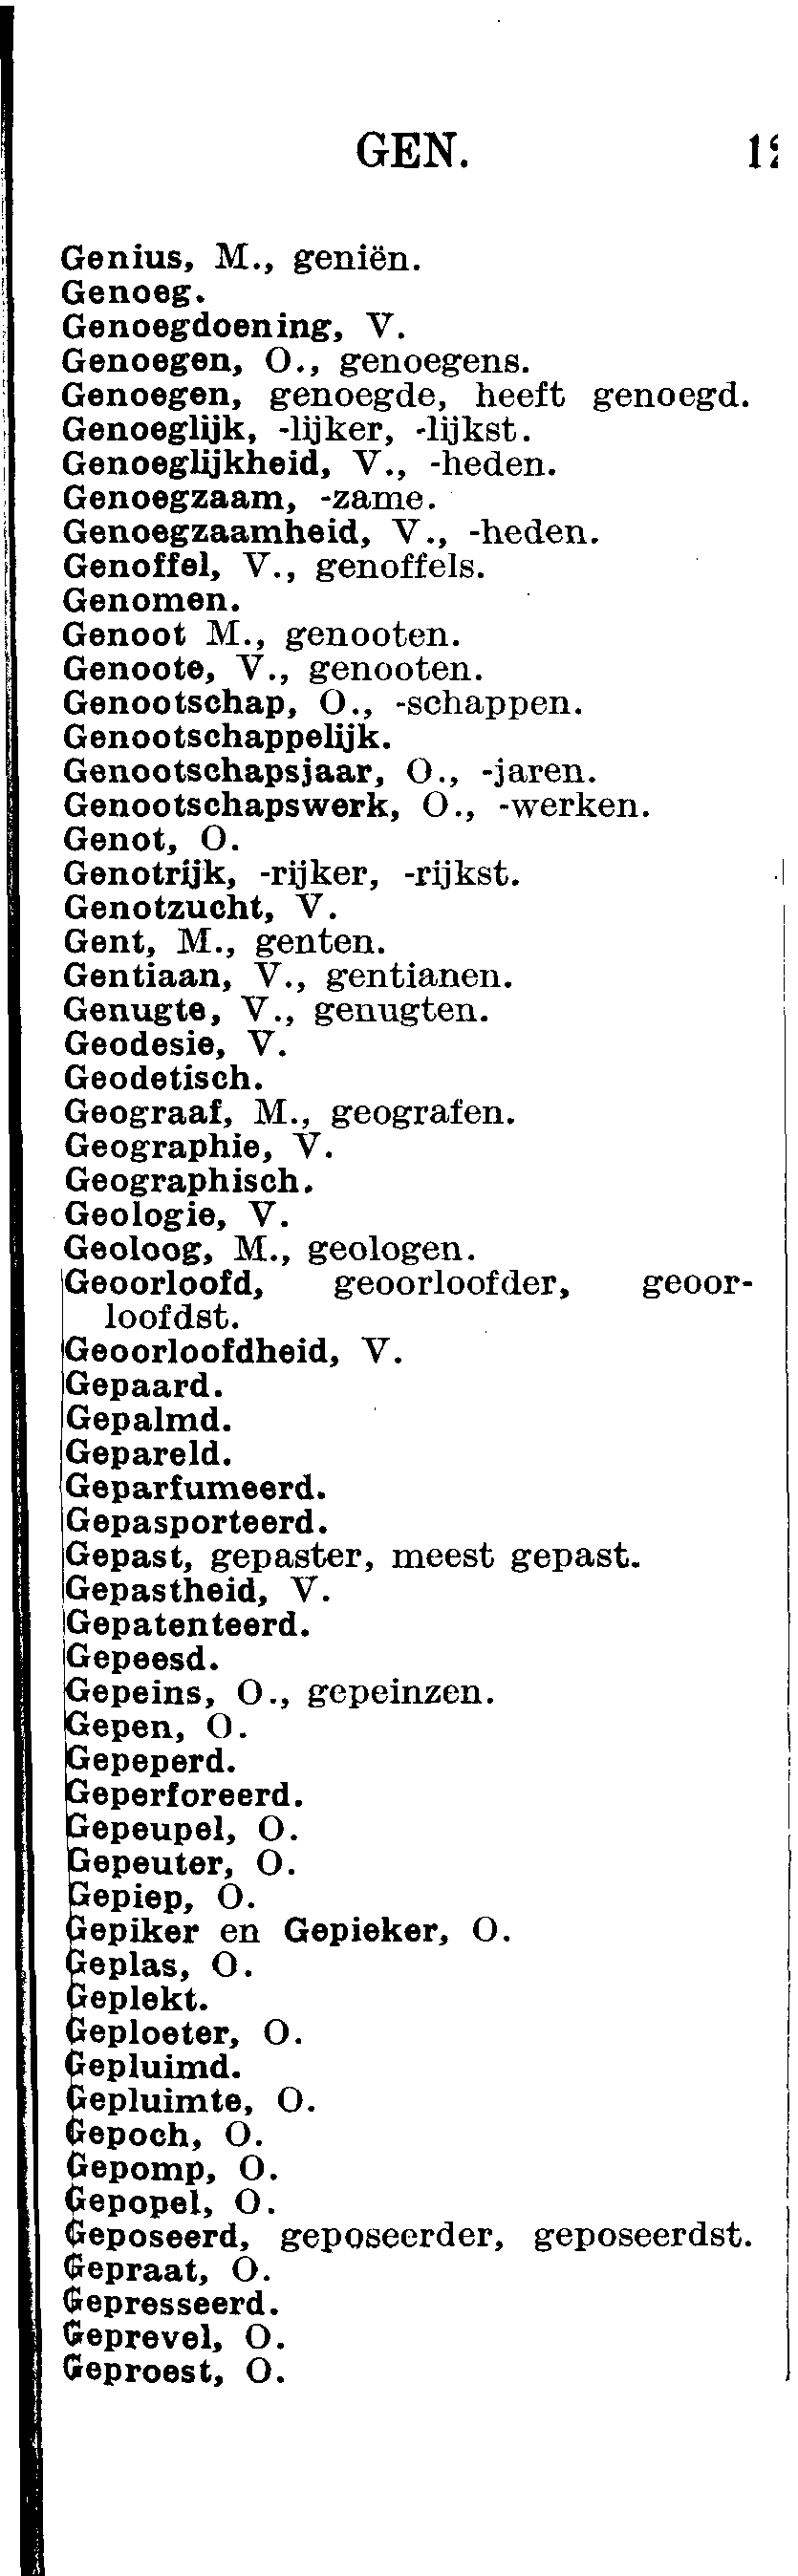 GEN.
Genius, M., geniën.
Genoeg.
Genoegdoening, V.
Genoegen, O., genoegens.
Genoegen, genoegde, heeft genoegd.
Genoeglijk, -lijker, -lijkst.
Genoeglijkheid, V., -heden.
Genoegzaam, -zame.
Genoegzaamheid, V., -heden.
Genoffel, V., genoffels.
Genomen.
Genoot M., genooten.
Genoote, V., genooten.
Genootschap, O., -schappen.
Genootschappelijk.
Genootschapsjaar, O., -jaren.
Genootschapswerk, O., -werken.
Genot, O.
Genotrijk, -rijker, -rijkst.
Genotzucht, V.
Gent, M., genten.
Gentiaan, V., gentianen.
Genugte, V., genugten.
Geodesie, V.
Geodetisch.
Geograaf, M., geografen.
Geographie, V.
Geographisch.
Geologie, V.
Geoloog, M., geologen.
Geoorloofd, geoorloofder, geoor-
loofdst.
Geoorloofdheid, V.
Gepaard.
Gepalmd.
Gepareld.
Geparfumeerd.
Gepasporteerd.
Gepast, gepaster, meest gepast.
Gepastheid, V.
Gepatenteerd.
Gepeesd.
Gepeins, O., gepeinzen.
Gepen, O.
Gepeperd.
Geperforeerd.
Gepeupel, O.
Gepeuter, O.
Gepiep, O.
Gepiker en Gepieker, O.
Geplas, O.
Geplekt.
Geploeter, O.
Gepluimd.
Gepluimte, O.
Gepoch, O.
Gepomp, O.
Gepopel, O.
Geposeerd, geposeerder, geposeerdst.
Gepraat, O.
Gepresseerd.
Geprevel, O.
Geproest, O.